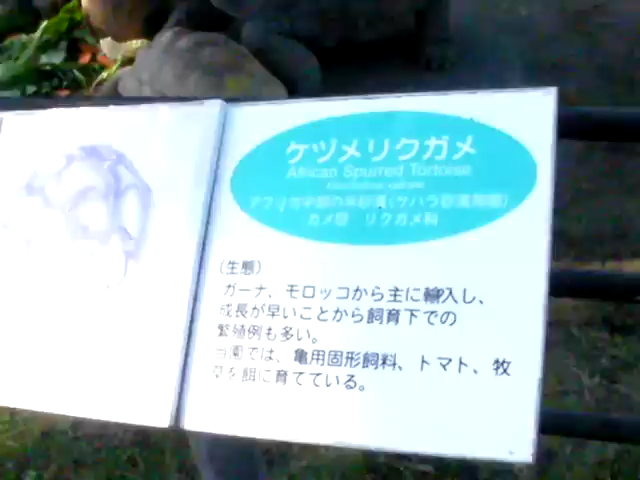 ケヅメリクガメ
African Spurred Tortoise
アフリカ中部の半砂漠(サハラ砂漠周辺)
カメ目 リクガメ科
(生態)
ガーナ、モロッコから主に輸入し、
成長が早いことから飼育下での
繁殖例も多い。
当園では、亀用固形飼料、トマト、牧
草を餌に育てている。